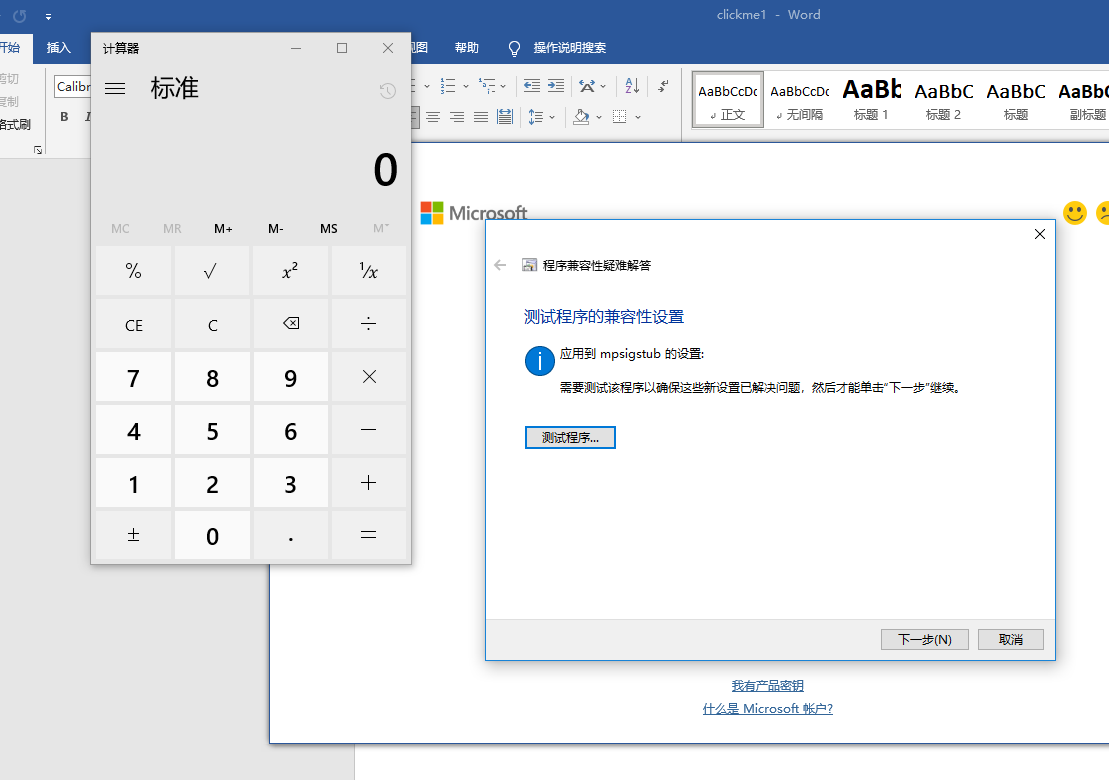 clickme1 - Word
开始 插入 视图 帮助 操作说明搜索
剪切
复制
格式刷
Calibr
B I
AaBbCcDc AaBbCcDc AaBb AaBbC AaBbC AaBbC
正文 无间隔 标题 1 标题 2 标题 副标题
计算器
标准
0
MC MR M+ M- MS M˅
% √ x² ¹/x
CE C ÷
7 8 9 ×
4 5 6 −
1 2 3 +
± 0 . =
Microsoft
程序兼容性疑难解答
测试程序的兼容性设置
应用到 mpsigstub 的设置:
需要测试该程序以确保这些新设置已解决问题，然后才能单击“下一步”继续。
测试程序...
下一步(N) 取消
我有产品密钥
什么是 Microsoft 帐户?